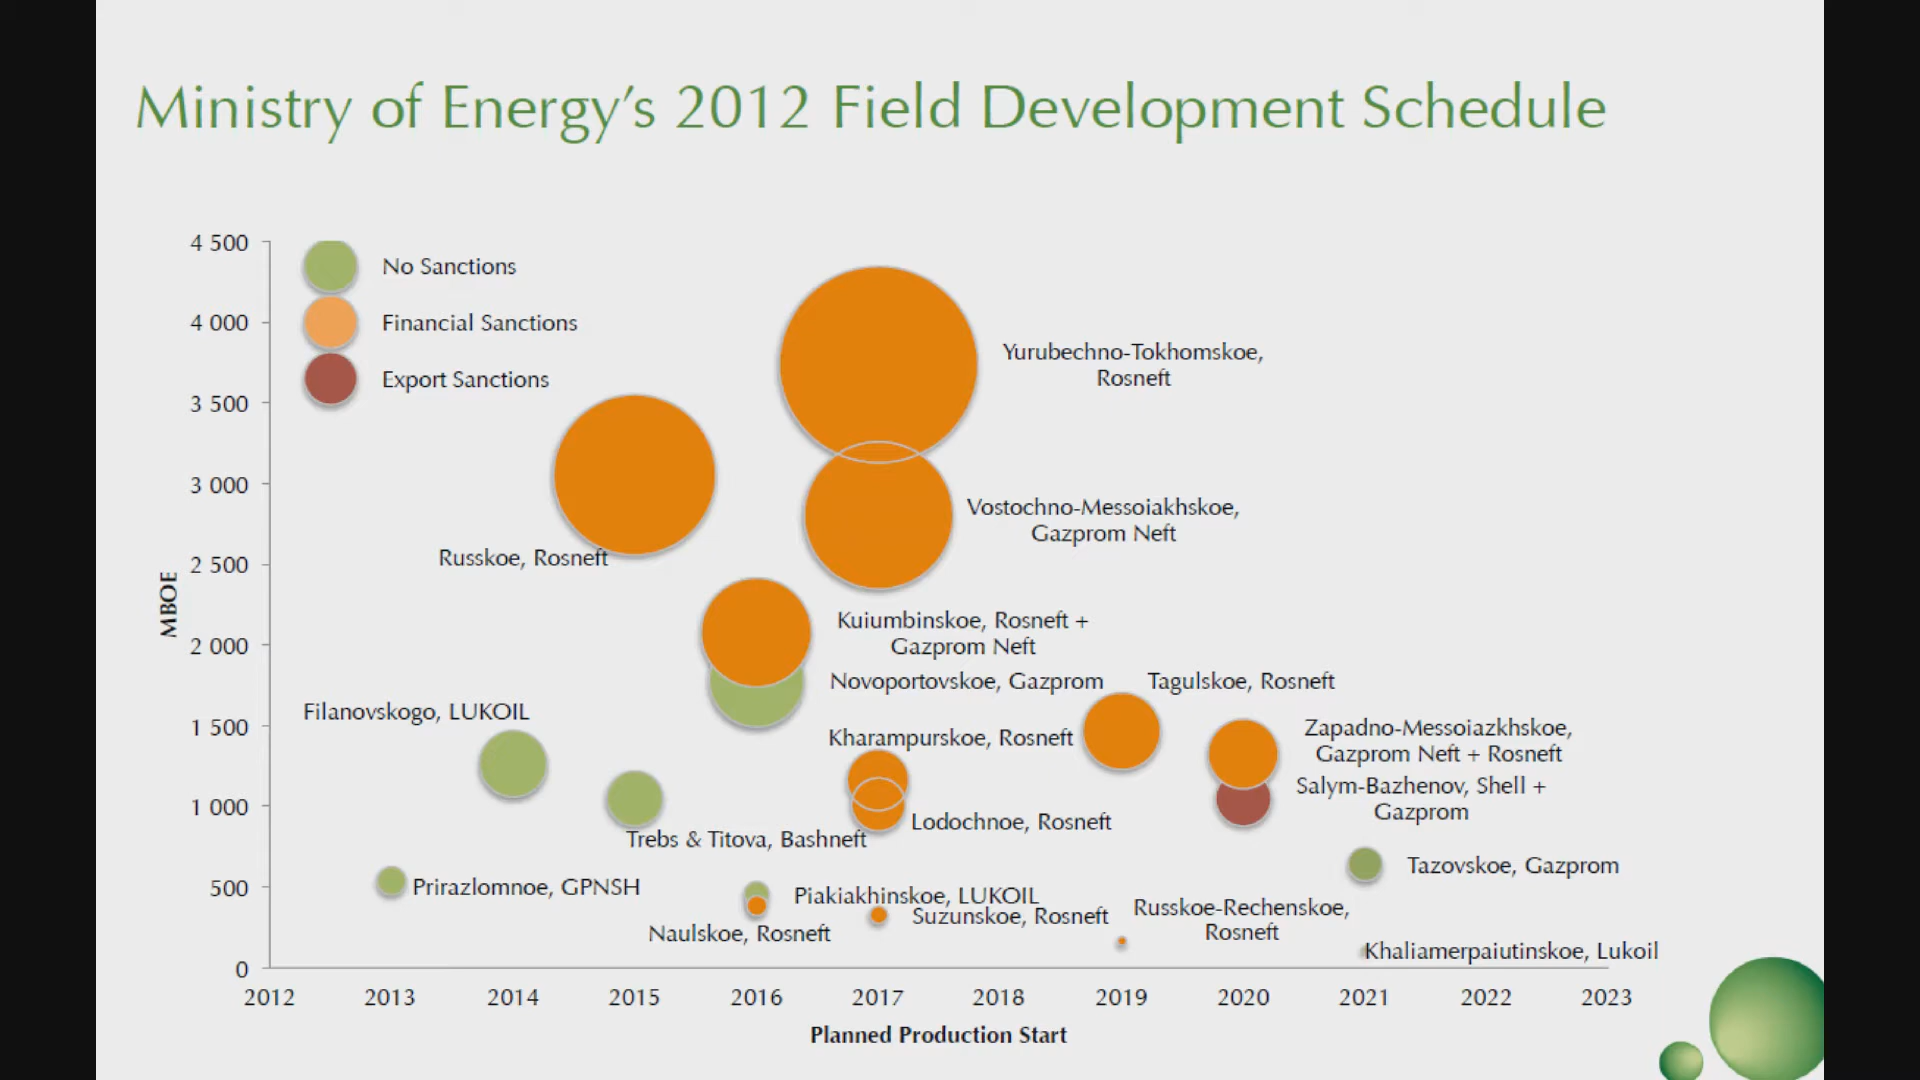 Ministry of Energy's 2012 Field Development Schedule
4 500
4 000
3 500
3 000
2 500
2 000
1 500
1 000
500
0
MBOE
No Sanctions
Financial Sanctions
Export Sanctions
Yurubechno-Tokhomskoe,
Rosneft
Vostochno-Messoiakhskoe,
Gazprom Neft
Russkoe, Rosneft
Kuiumbinskoe, Rosneft +
Gazprom Neft
Novoportovskoe, Gazprom
Tagulskoe, Rosneft
Filanovskogo, LUKOIL
Kharampurskoe, Rosneft
Zapadno-Messoiazkhskoe,
Gazprom Neft + Rosneft
Salym-Bazhenov, Shell +
Gazprom
Lodochnoe, Rosneft
Trebs & Titova, Bashneft
Tazovskoe, Gazprom
Prirazlomnoe, GPNSH
Piakiakhinskoe, LUKOIL
Suzunskoe, Rosneft
Russkoe-Rechenskoe,
Rosneft
Naulskoe, Rosneft
Khaliamerpaiutinskoe, Lukoil
2012 2013 2014 2015 2016 2017 2018 2019 2020 2021 2022 2023
Planned Production Start